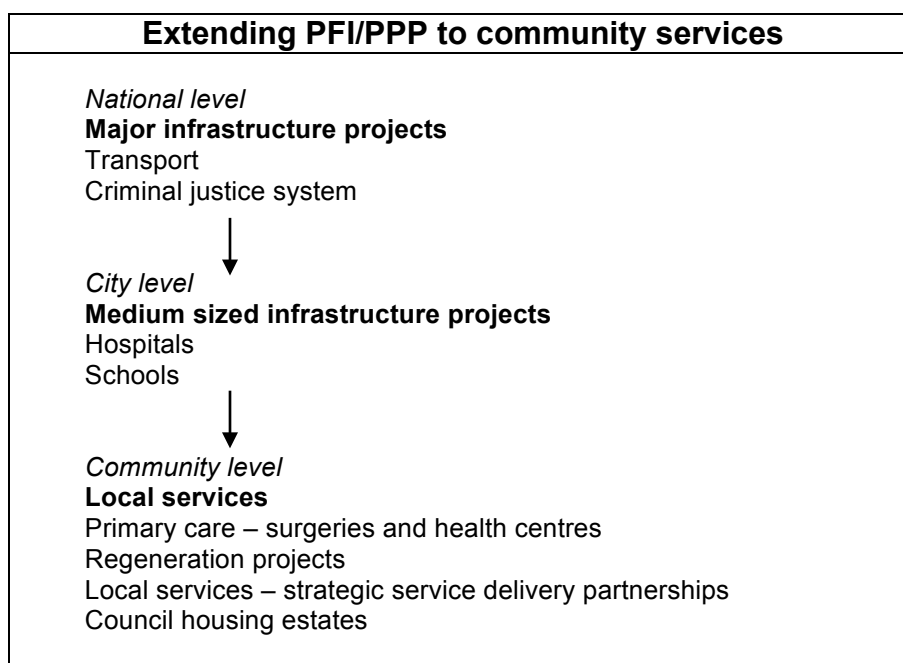 Extending PFI/PPP to community services
National level
Major infrastructure projects
Transport
Criminal justice system
City level
Medium sized infrastructure projects
Hospitals
Schools
Community level
Local services
Primary care – surgeries and health centres
Regeneration projects
Local services – strategic service delivery partnerships
Council housing estates